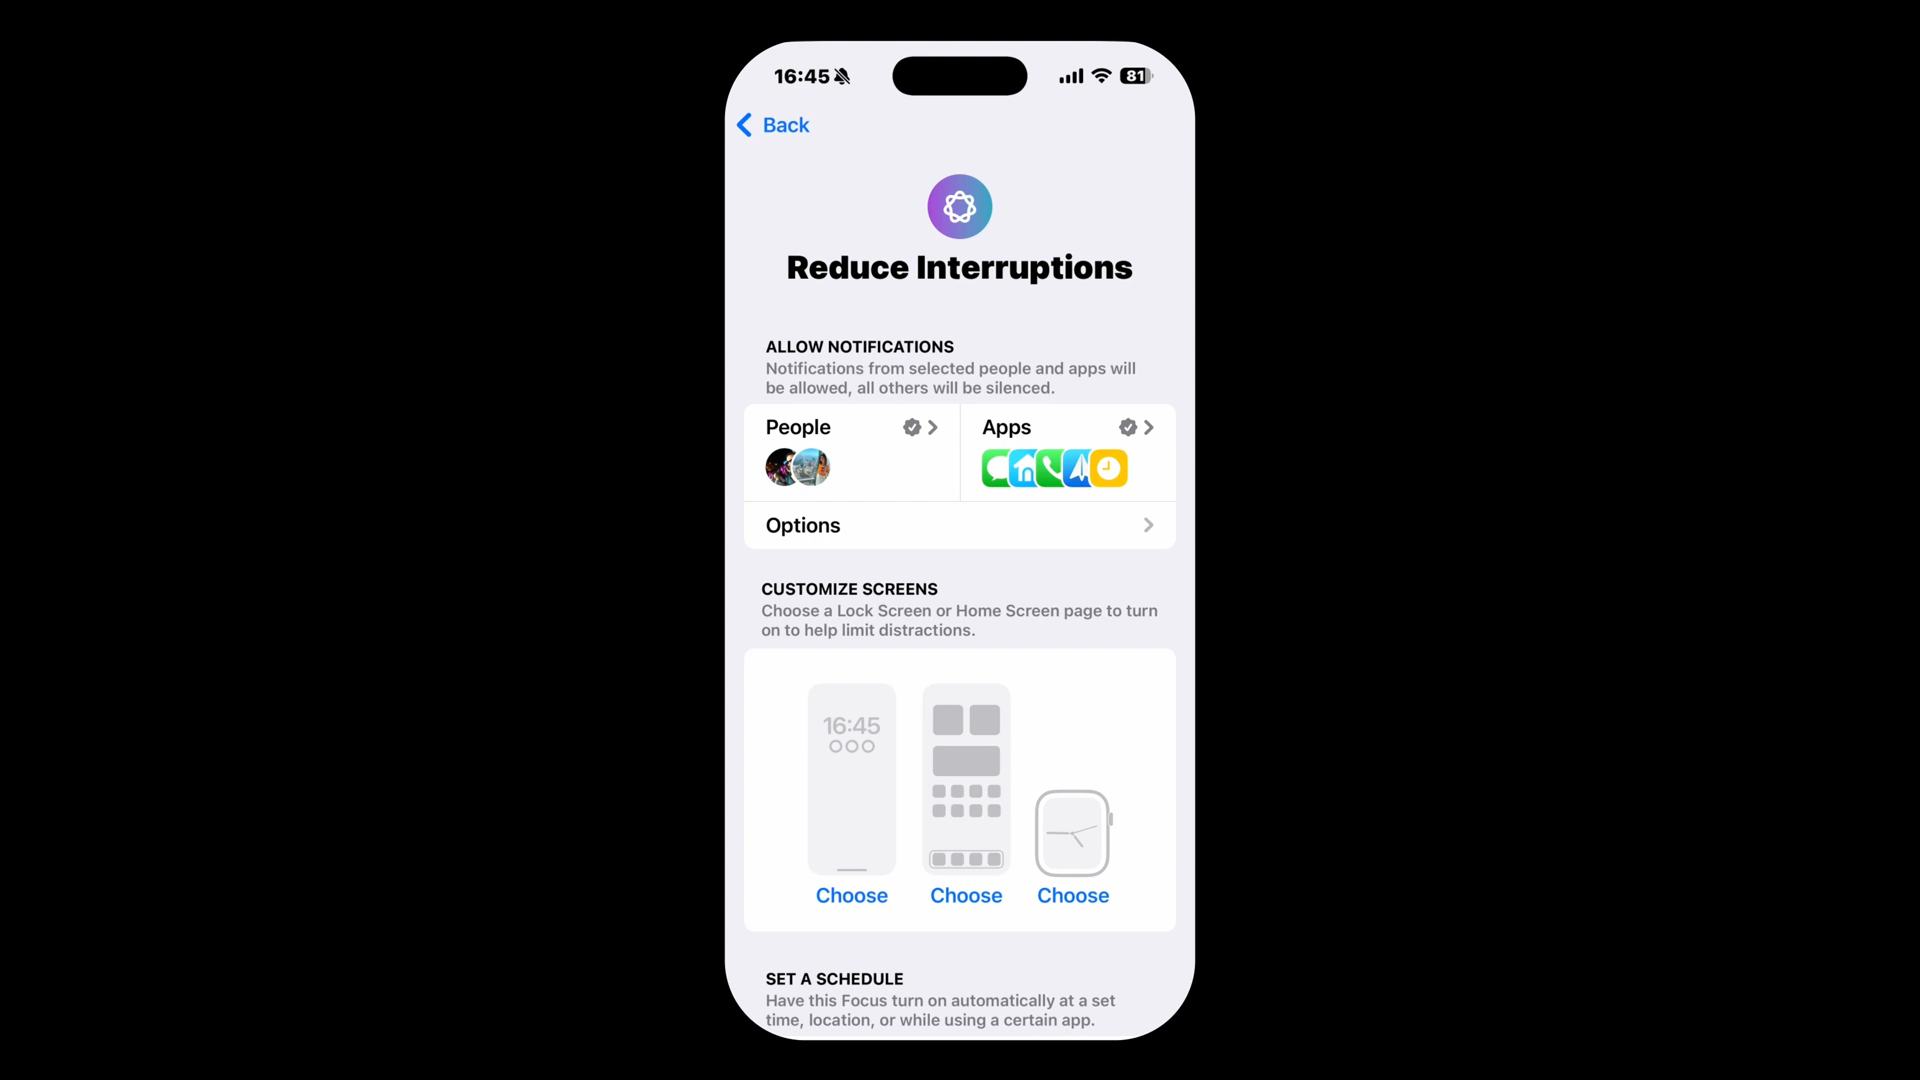 16:45
81
Back
Reduce Interruptions
ALLOW NOTIFICATIONS
Notifications from selected people and apps will
be allowed, all others will be silenced.
People
Apps
Options
CUSTOMIZE SCREENS
Choose a Lock Screen or Home Screen page to turn
on to help limit distractions.
16:45
Choose
Choose
Choose
SET A SCHEDULE
Have this Focus turn on automatically at a set
time, location, or while using a certain app.